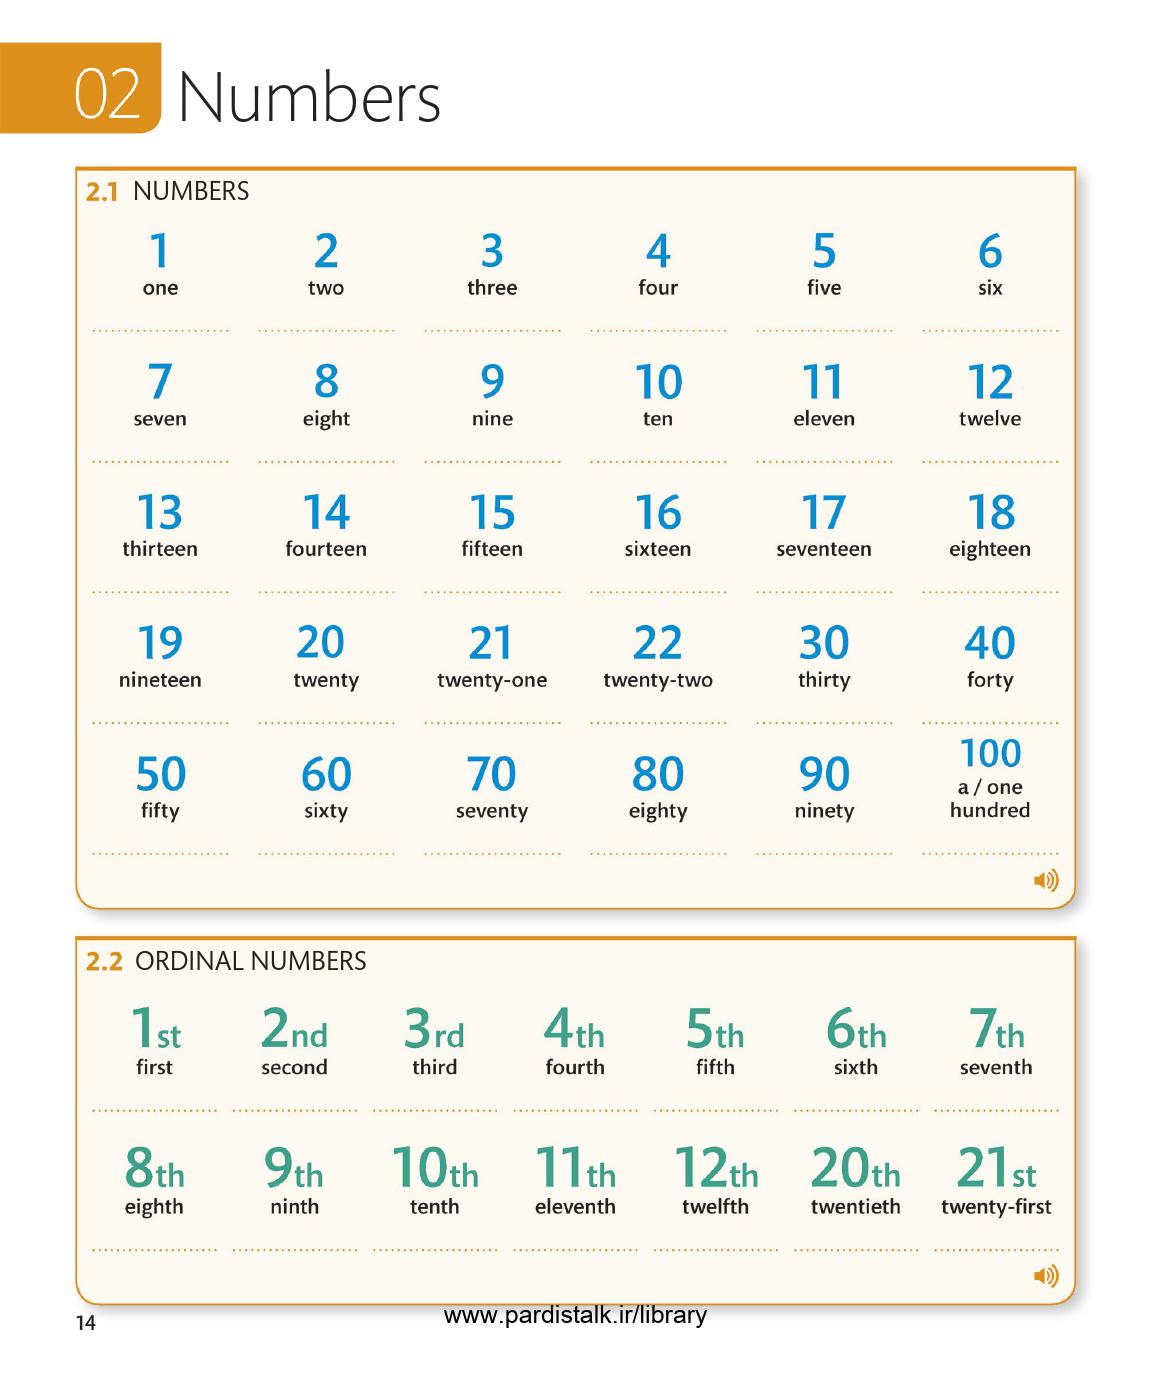 02 Numbers
2.1 NUMBERS
1 2 3 4 5 6
one two three four five six
7 8 9 10 11 12
seven eight nine ten eleven twelve
13 14 15 16 17 18
thirteen fourteen fifteen sixteen seventeen eighteen
19 20 21 22 30 40
nineteen twenty twenty-one twenty-two thirty forty
50 60 70 80 90 100
fifty sixty seventy eighty ninety a / one hundred
2.2 ORDINAL NUMBERS
1st 2nd 3rd 4th 5th 6th 7th
first second third fourth fifth sixth seventh
8th 9th 10th 11th 12th 20th 21st
eighth ninth tenth eleventh twelfth twentieth twenty-first
14
www.pardistalk.ir/library